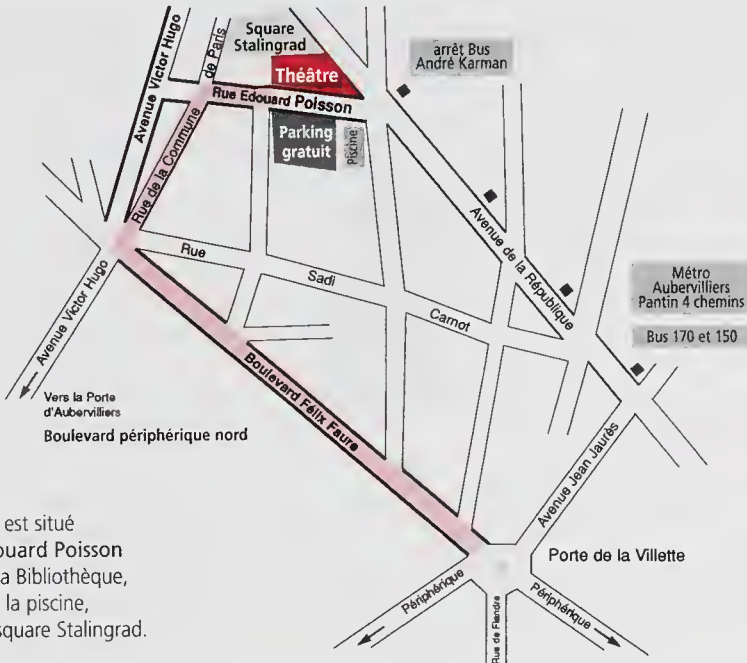 Square
Stalingrad
Théâtre
Avenue Victor Hugo
de Paris
arrêt Bus
André Karman
Rue Edouard Poisson
Parking
gratuit
Piscine
Rue de la Commune
Avenue de la République
Rue Sadi Carnot
Métro
Aubervilliers
Pantin 4 chemins
Bus 170 et 150
Avenue Victor Hugo
Vers la Porte
d'Aubervilliers
Boulevard périphérique nord
Boulevard Félix Faure
Avenue Jean Jaurès
est situé
ouard Poisson
a Bibliothèque,
la piscine,
square Stalingrad.
Porte de la Villette
Périphérique
Périphérique
Rue de Flandre